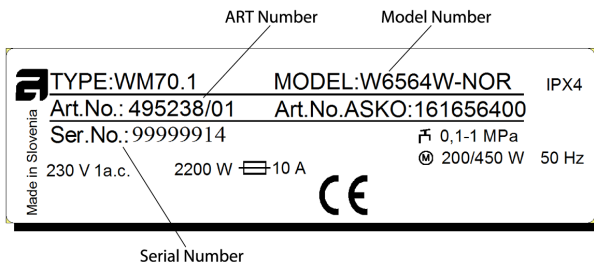 ART Number
Model Number
TYPE:WM70.1 MODEL:W6564W-NOR IPX4
Art.No.: 495238/01 Art.No.ASKO:161656400
Ser.No.: 99999914 0,1-1 MPa
M 200/450 W 50 Hz
230 V 1a.c. 2200 W 10 A
Made in Slovenia
CE
Serial Number